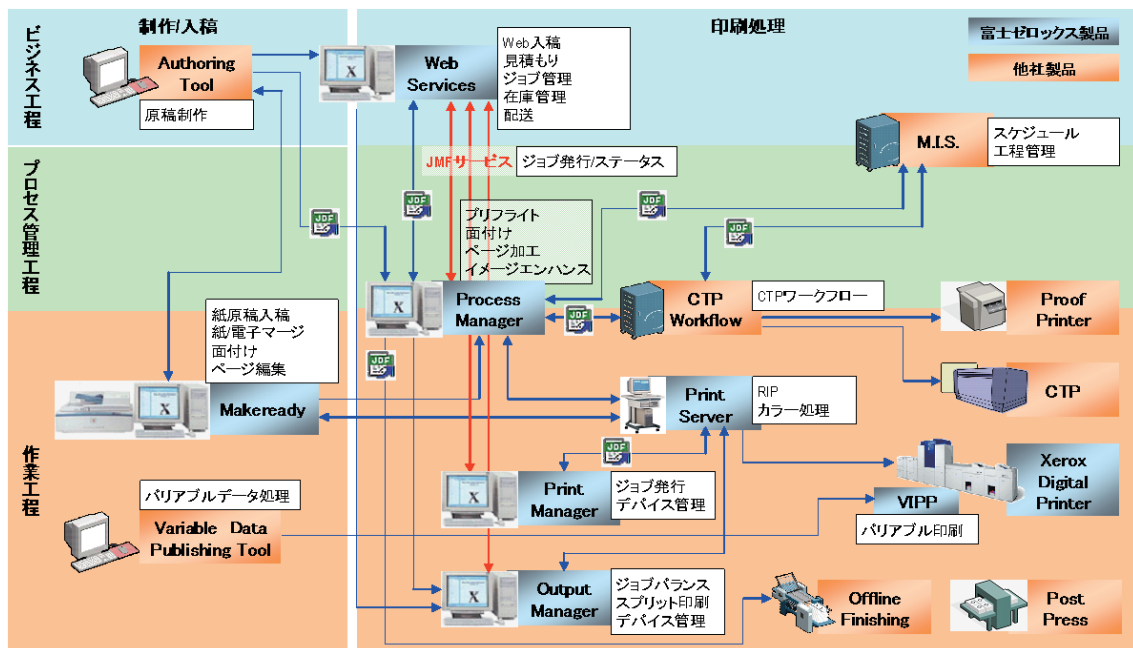 制作/入稿
印刷処理
富士ゼロックス製品
他社製品
ビジネス工程
プロセス管理工程
作業工程
Authoring
Tool
原稿制作
X
Web
Services
Web入稿
見積もり
ジョブ管理
在庫管理
配送
M.I.S.
スケジュール
工程管理
JMFサービス
ジョブ発行/ステータス
JDF
JDF
JDF
JDF
プリフライト
面付け
ページ加工
イメージエンハンス
X
Process
Manager
JDF
CTP
Workflow
CTPワークフロー
Proof
Printer
JDF
紙原稿入稿
紙/電子マージ
面付け
ページ編集
X
Makeready
Print
Server
RIP
カラー処理
CTP
JDF
X
Print
Manager
ジョブ発行
デバイス管理
Xerox
Digital
Printer
VIPP
バリアブル印刷
バリアブルデータ処理
Variable Data
Publishing Tool
X
Output
Manager
ジョブバランス
スプリット印刷
デバイス管理
Offline
Finishing
Post
Press